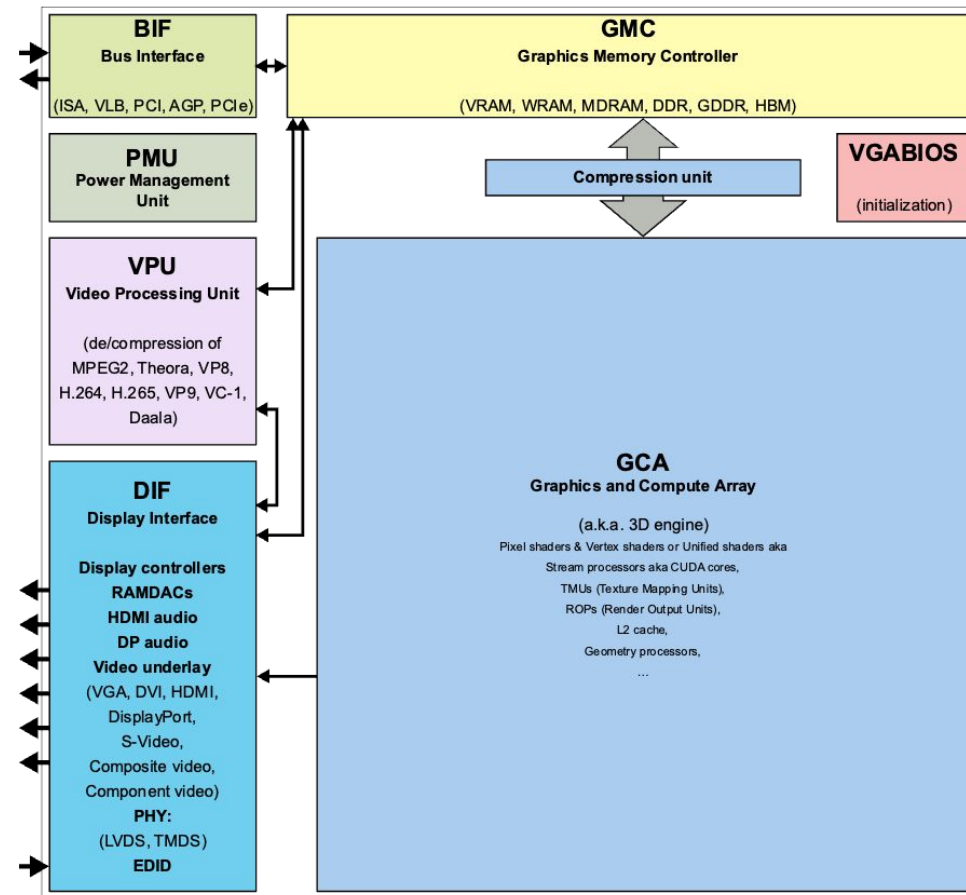 BIF
Bus Interface
(ISA, VLB, PCI, AGP, PCIe)
GMC
Graphics Memory Controller
(VRAM, WRAM, MDRAM, DDR, GDDR, HBM)
PMU
Power Management
Unit
Compression unit
VGABIOS
(initialization)
VPU
Video Processing Unit
(de/compression of
MPEG2, Theora, VP8,
H.264, H.265, VP9, VC-1,
Daala)
DIF
Display Interface
Display controllers
RAMDACs
HDMI audio
DP audio
Video underlay
(VGA, DVI, HDMI,
DisplayPort,
S-Video,
Composite video,
Component video)
PHY:
(LVDS, TMDS)
EDID
GCA
Graphics and Compute Array
(a.k.a. 3D engine)
Pixel shaders & Vertex shaders or Unified shaders aka
Stream processors aka CUDA cores,
TMUs (Texture Mapping Units),
ROPs (Render Output Units),
L2 cache,
Geometry processors,
...